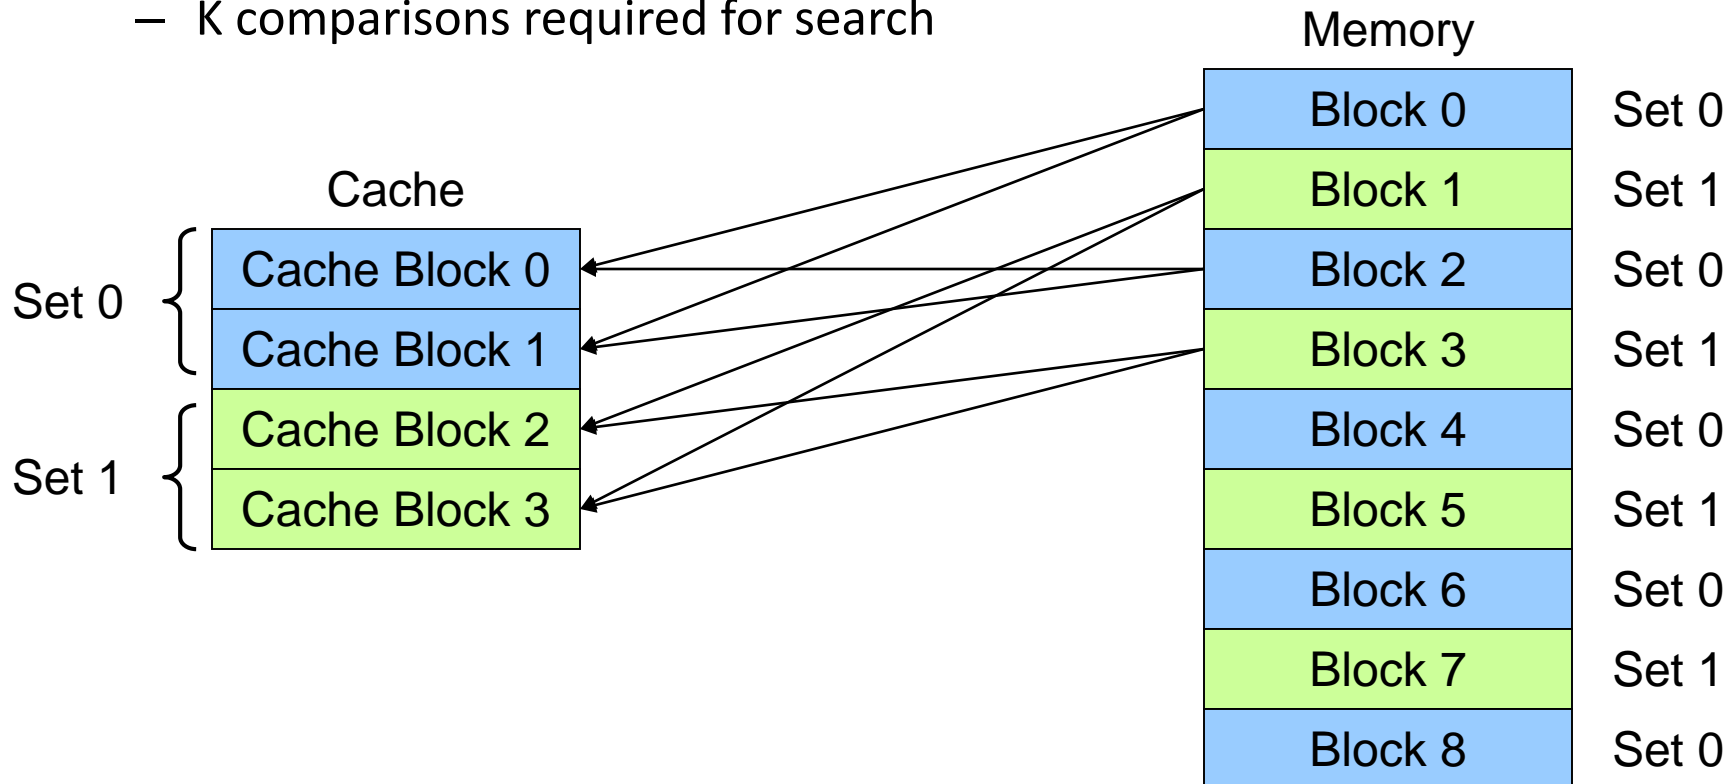 – K comparisons required for search
Memory
Block 0 Set 0
Block 1 Set 1
Block 2 Set 0
Block 3 Set 1
Block 4 Set 0
Block 5 Set 1
Block 6 Set 0
Block 7 Set 1
Block 8 Set 0
Cache
Set 0
Cache Block 0
Cache Block 1
Set 1
Cache Block 2
Cache Block 3